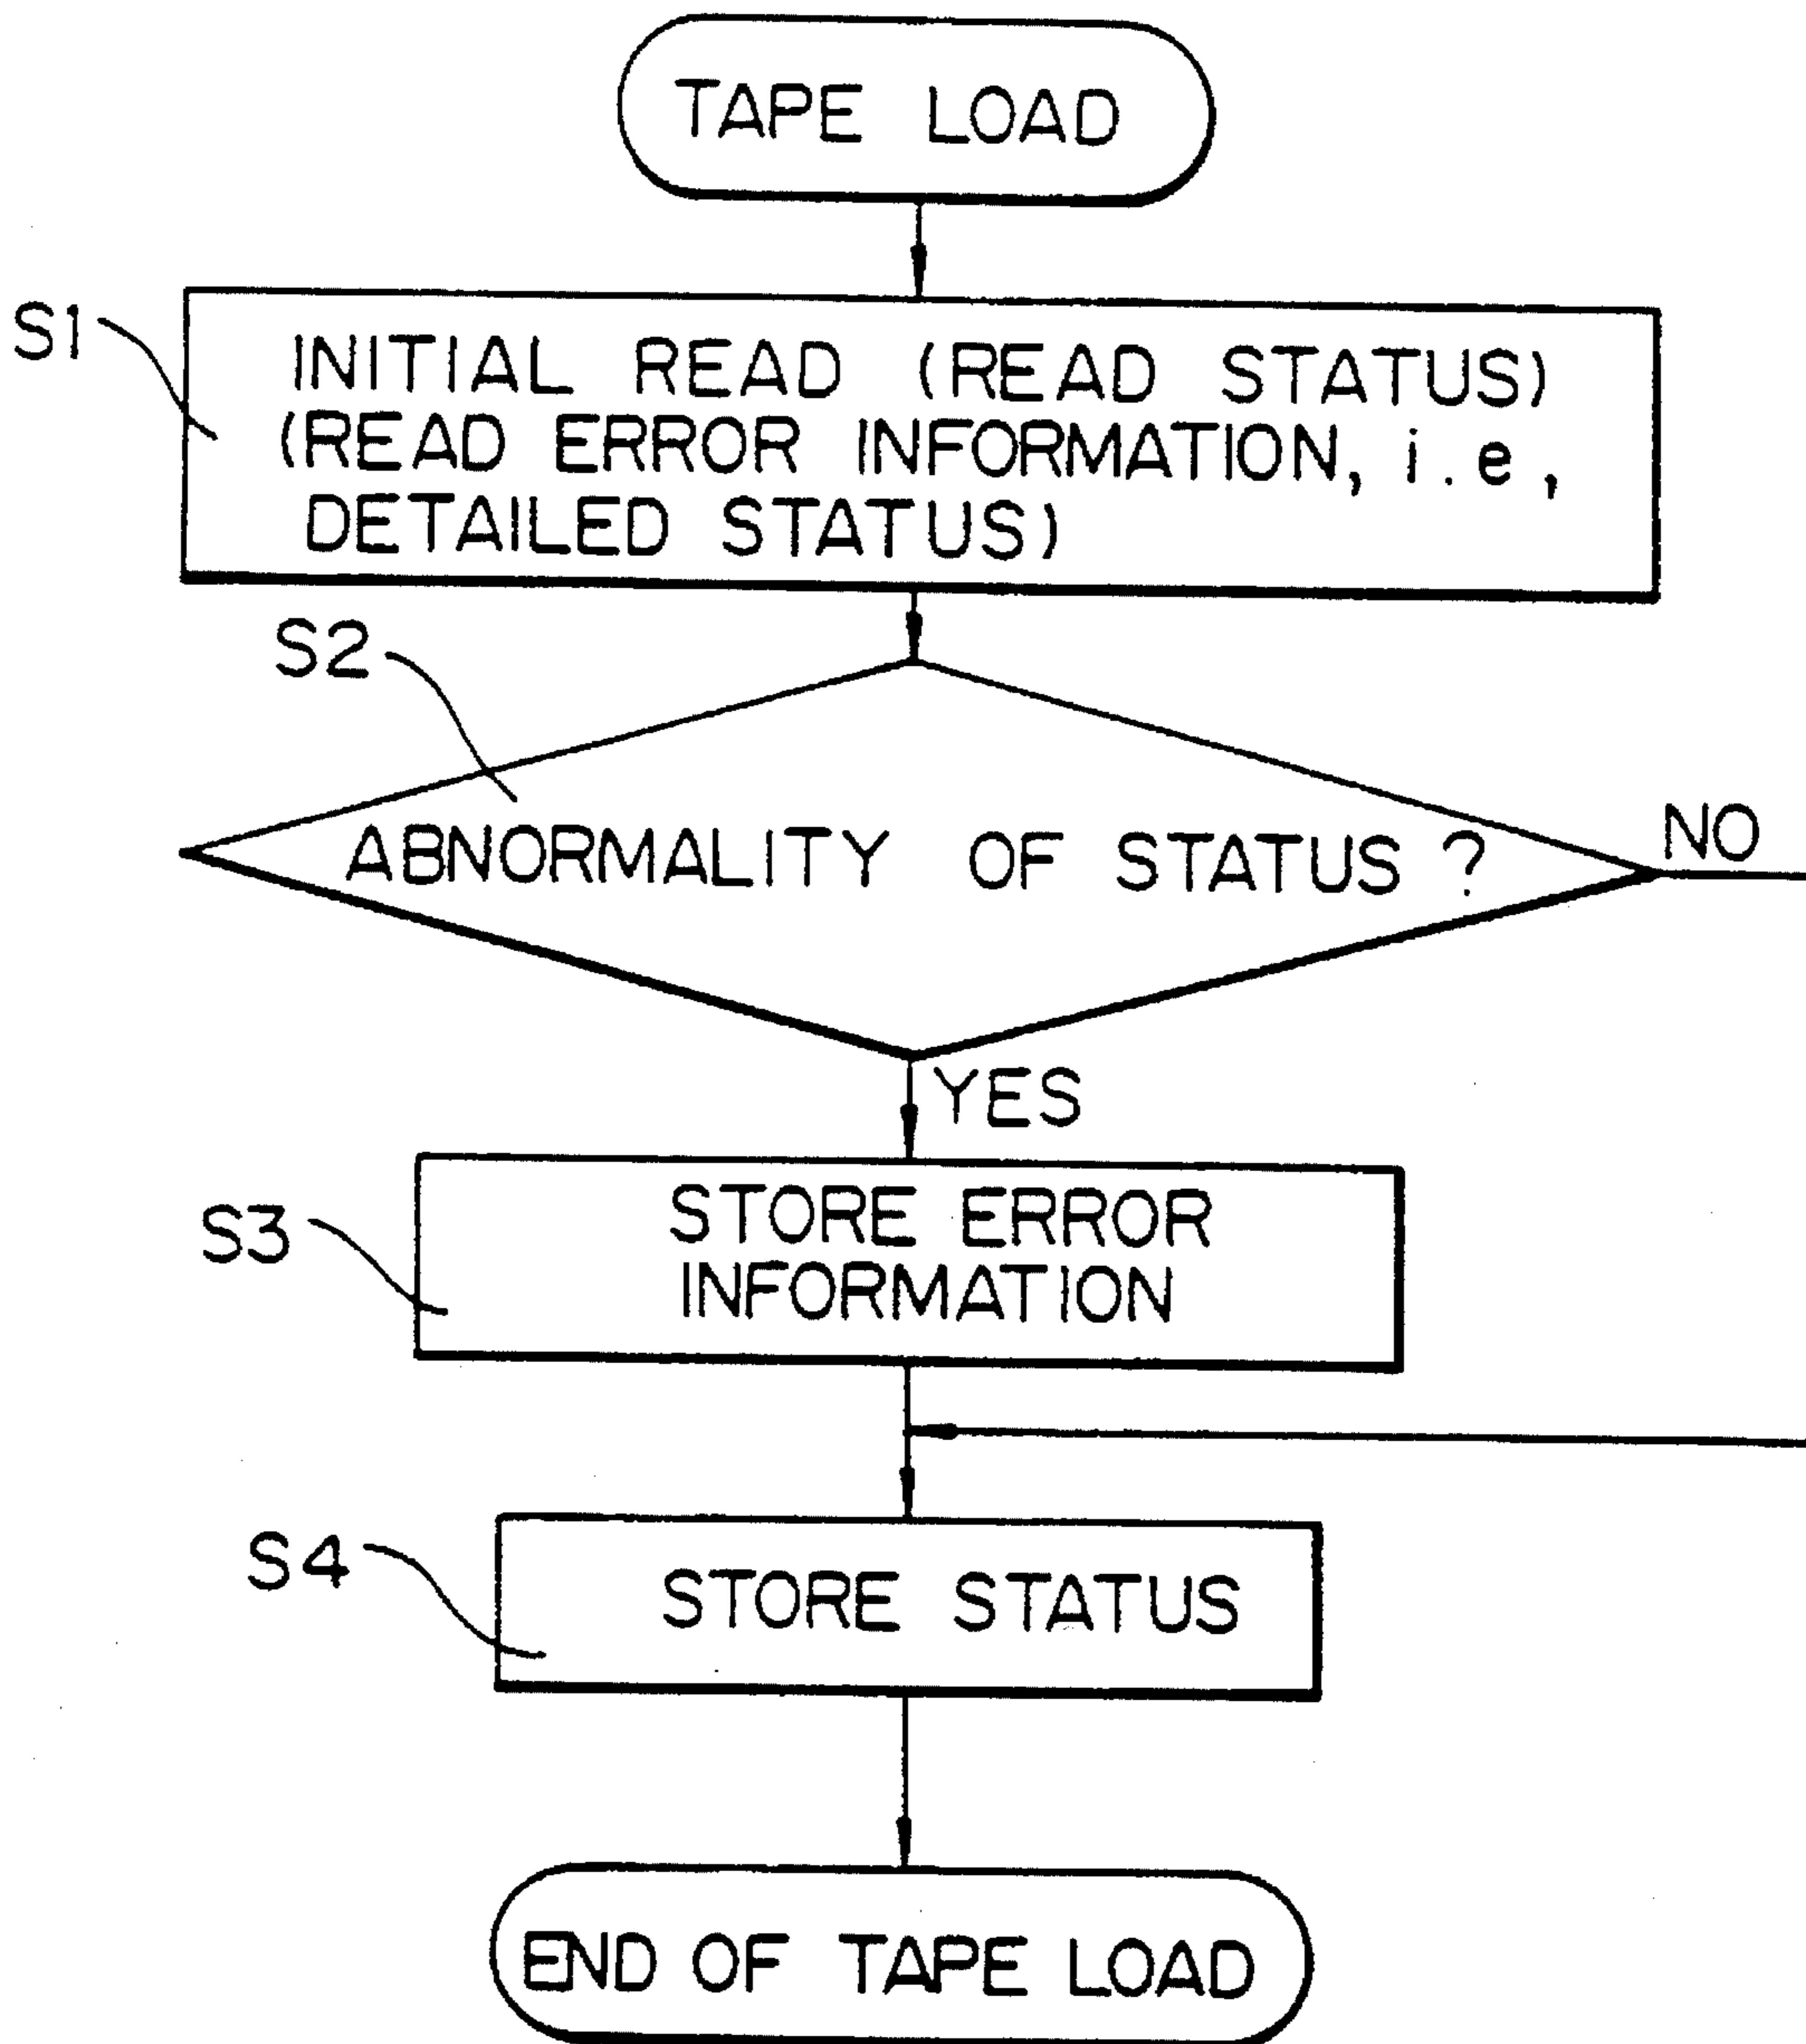 TAPE LOAD
S1
INITIAL READ (READ STATUS)
(READ ERROR INFORMATION, i.e,
DETAILED STATUS)
S2
ABNORMALITY OF STATUS ?
NO
YES
S3
STORE ERROR
INFORMATION
S4
STORE STATUS
END OF TAPE LOAD